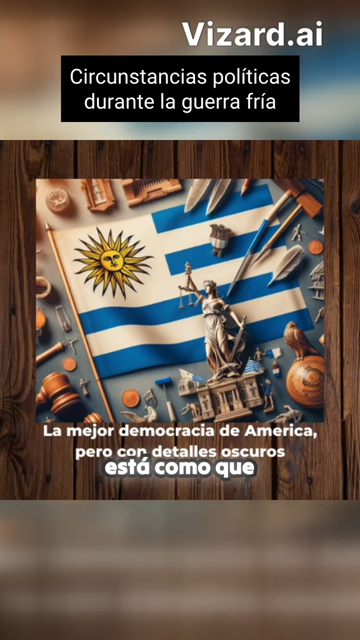 Vizard.ai
Circunstancias políticas
durante la guerra fría
La mejor democracia de America,
pero con detalles oscuros
está como que